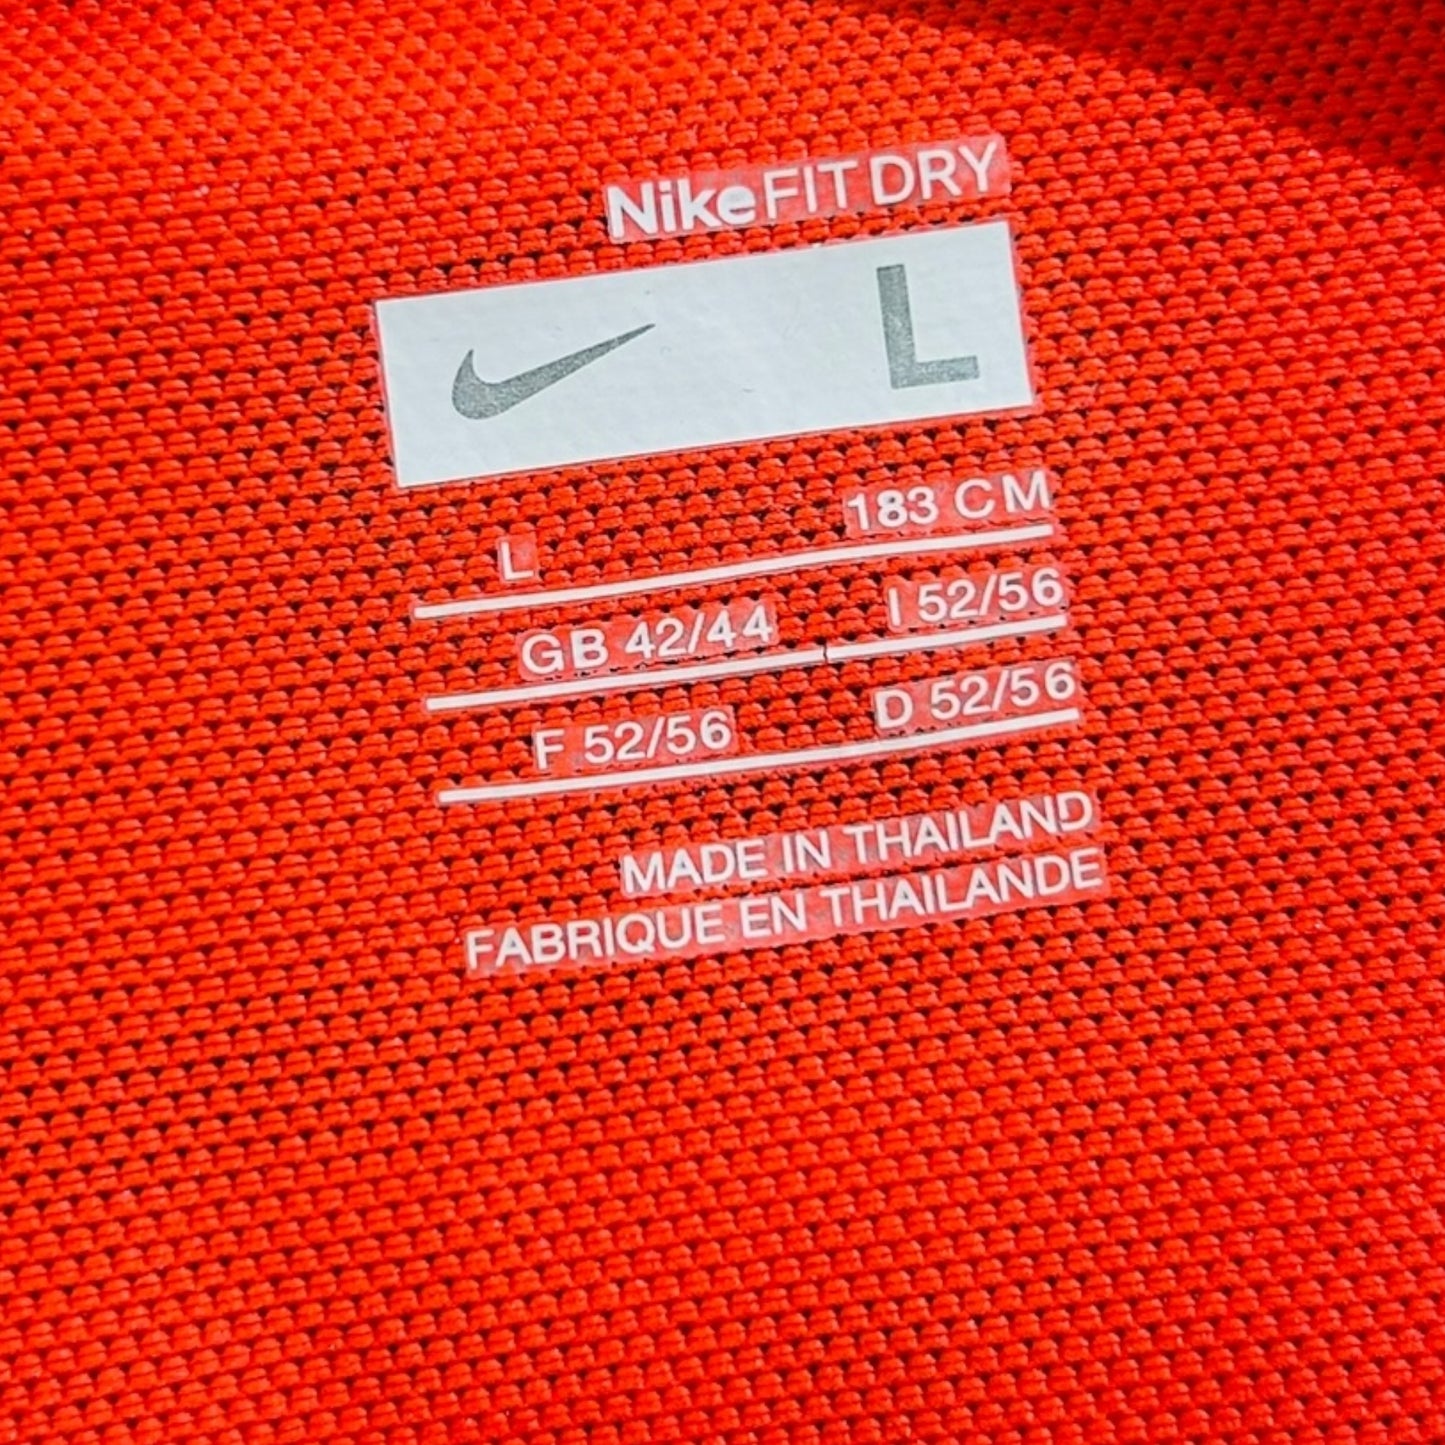 NikeFIT DRY
L
L 183 CM
GB 42/44 I 52/56
F 52/56 D 52/56
MADE IN THAILAND
FABRIQUE EN THAILANDE